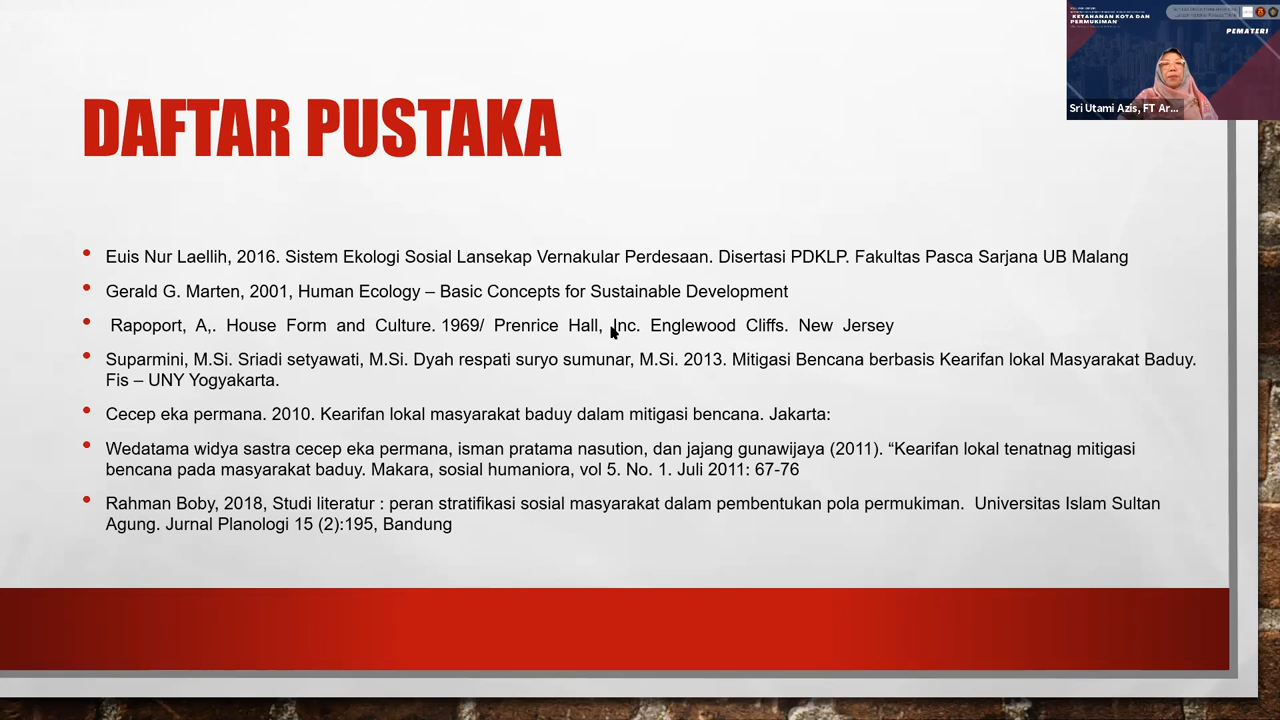 KETAHANAN KOTA DAN
PERMUKIMAN
PEMATERI
Sri Utami Azis, FT Ar...
DAFTAR PUSTAKA
Euis Nur Laellih, 2016. Sistem Ekologi Sosial Lansekap Vernakular Perdesaan. Disertasi PDKLP. Fakultas Pasca Sarjana UB Malang
Gerald G. Marten, 2001, Human Ecology – Basic Concepts for Sustainable Development
Rapoport, A,. House Form and Culture. 1969/ Prenrice Hall, Inc. Englewood Cliffs. New Jersey
Suparmini, M.Si. Sriadi setyawati, M.Si. Dyah respati suryo sumunar, M.Si. 2013. Mitigasi Bencana berbasis Kearifan lokal Masyarakat Baduy.
Fis – UNY Yogyakarta.
Cecep eka permana. 2010. Kearifan lokal masyarakat baduy dalam mitigasi bencana. Jakarta:
Wedatama widya sastra cecep eka permana, isman pratama nasution, dan jajang gunawijaya (2011). “Kearifan lokal tenatnag mitigasi
bencana pada masyarakat baduy. Makara, sosial humaniora, vol 5. No. 1. Juli 2011: 67-76
Rahman Boby, 2018, Studi literatur : peran stratifikasi sosial masyarakat dalam pembentukan pola permukiman. Universitas Islam Sultan
Agung. Jurnal Planologi 15 (2):195, Bandung